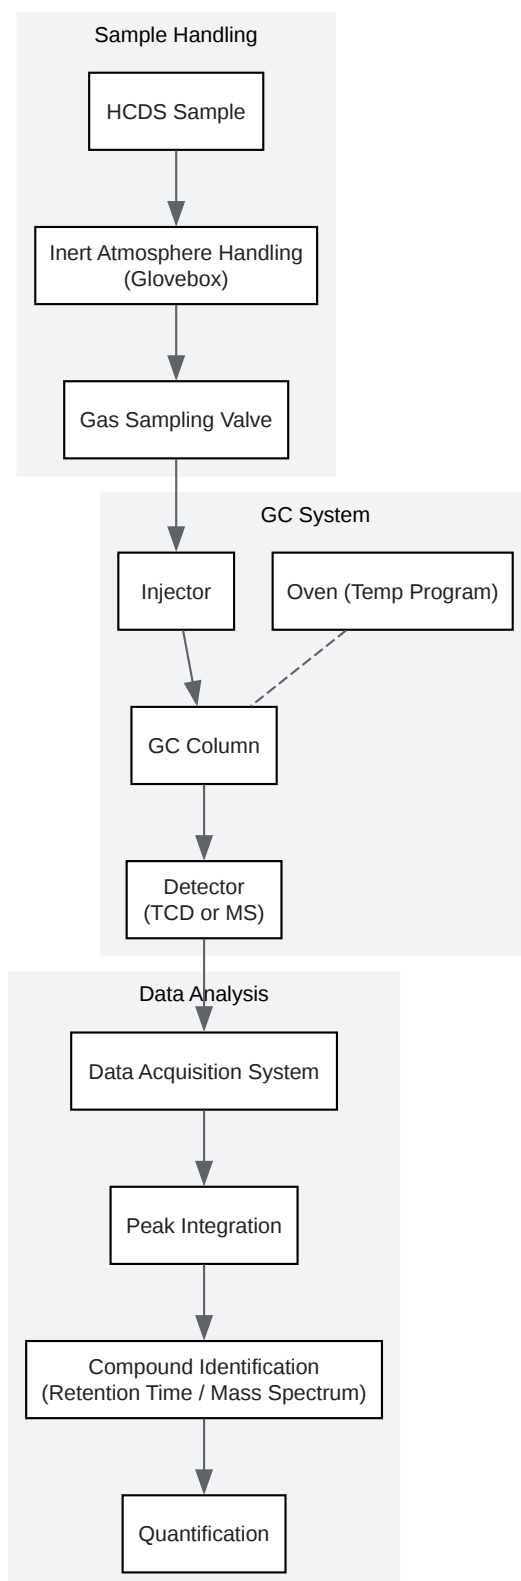 Sample Handling
HCDS Sample
Inert Atmosphere Handling
(Glovebox)
Gas Sampling Valve
GC System
Injector
Oven (Temp Program)
GC Column
Detector
(TCD or MS)
Data Analysis
Data Acquisition System
Peak Integration
Compound Identification
(Retention Time / Mass Spectrum)
Quantification